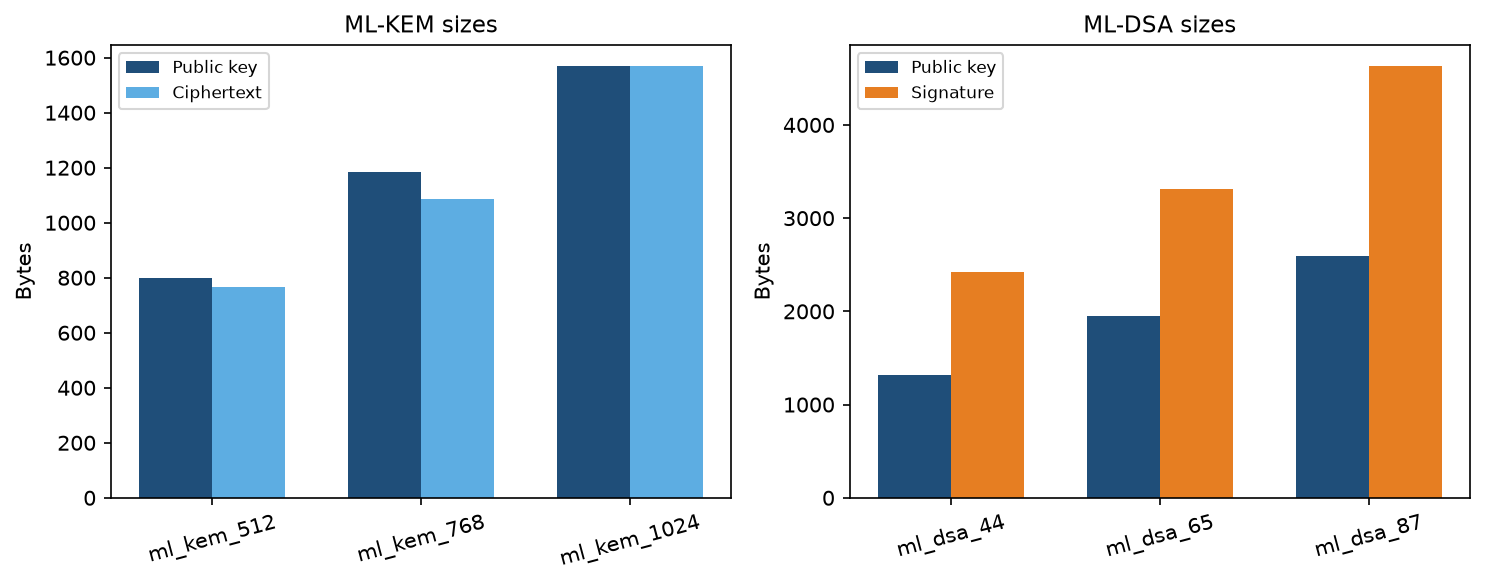 ML-KEM sizes
Public key
Ciphertext
Bytes
1600
1400
1200
1000
800
600
400
200
0
ml_kem_512
ml_kem_768
ml_kem_1024
ML-DSA sizes
Public key
Signature
Bytes
4000
3000
2000
1000
0
ml_dsa_44
ml_dsa_65
ml_dsa_87